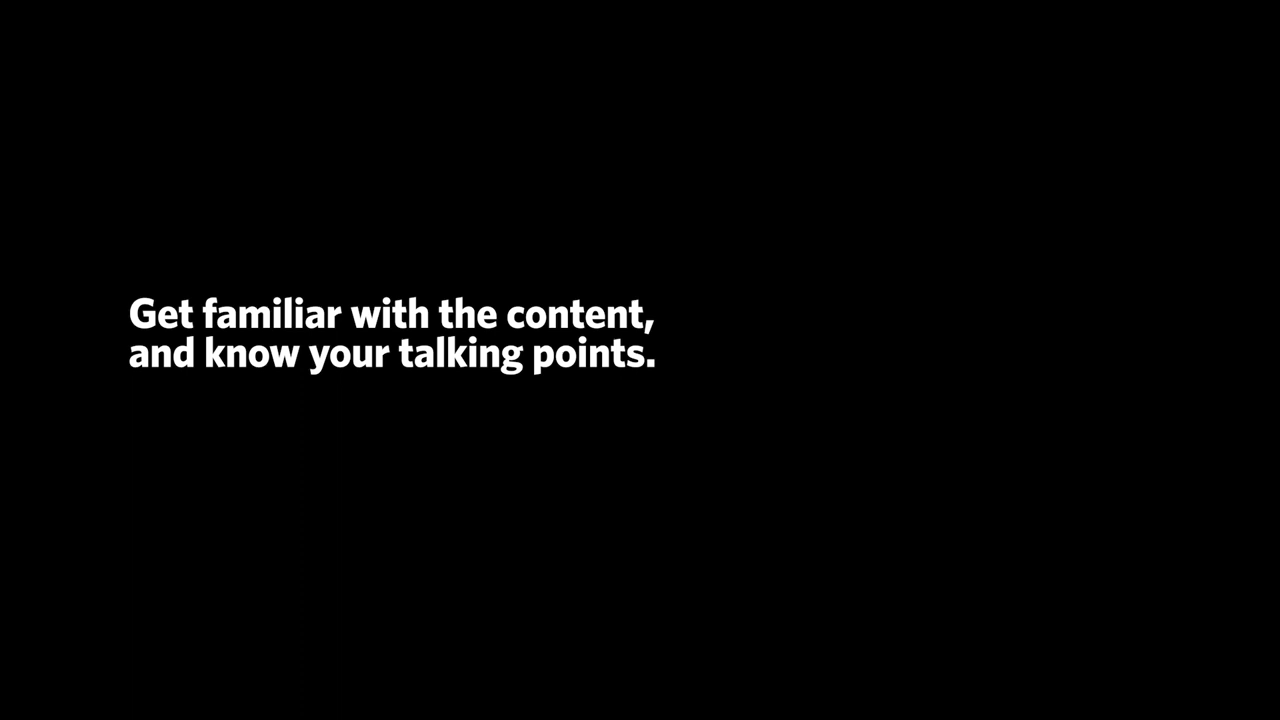 Get familiar with the content,
and know your talking points.